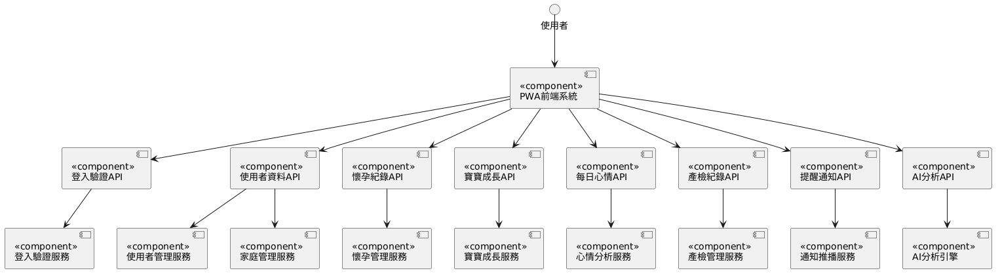 使用者
«component»
PWA前端系統
«component»
登入驗證API
«component»
使用者資料API
«component»
懷孕紀錄API
«component»
寶寶成長API
«component»
每日心情API
«component»
產檢紀錄API
«component»
提醒通知API
«component»
AI分析API
«component»
登入驗證服務
«component»
使用者管理服務
«component»
家庭管理服務
«component»
懷孕管理服務
«component»
寶寶成長服務
«component»
心情分析服務
«component»
產檢管理服務
«component»
通知推播服務
«component»
AI分析引擎